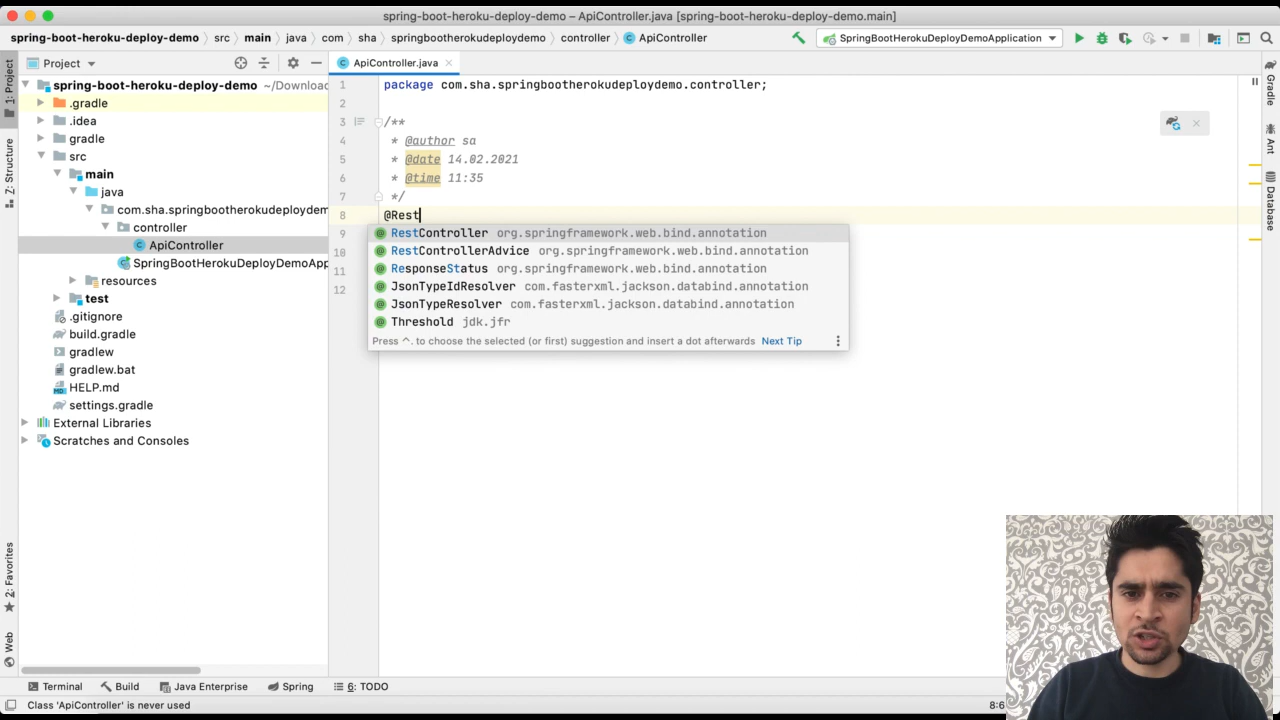 spring-boot-heroku-deploy-demo – ApiController.java [spring-boot-heroku-deploy-demo.main]
spring-boot-heroku-deploy-demo src main java com sha springbootherokudeploydemo controller ApiController
SpringBootHerokuDeployDemoApplication
1: Project
Z: Structure
2: Favorites
Web
Project
ApiController.java
spring-boot-heroku-deploy-demo ~/Downloac
.gradle
.idea
gradle
src
main
java
com.sha.springbootherokudeploydem
controller
ApiController
SpringBootHerokuDeployDemoApp
resources
test
.gitignore
build.gradle
gradlew
gradlew.bat
HELP.md
settings.gradle
External Libraries
Scratches and Consoles
1 package com.sha.springbootherokudeploydemo.controller;
2
3 /**
4 * @author sa
5 * @date 14.02.2021
6 * @time 11:35
7 */
8 @Rest
9
10
11
12
RestController org.springframework.web.bind.annotation
RestControllerAdvice org.springframework.web.bind.annotation
ResponseStatus org.springframework.web.bind.annotation
JsonTypeIdResolver com.fasterxml.jackson.databind.annotation
JsonTypeResolver com.fasterxml.jackson.databind.annotation
Threshold jdk.jfr
Press ^. to choose the selected (or first) suggestion and insert a dot afterwards Next Tip
Gradle
Ant
Database
Terminal Build Java Enterprise Spring 6: TODO
Class 'ApiController' is never used
8:6